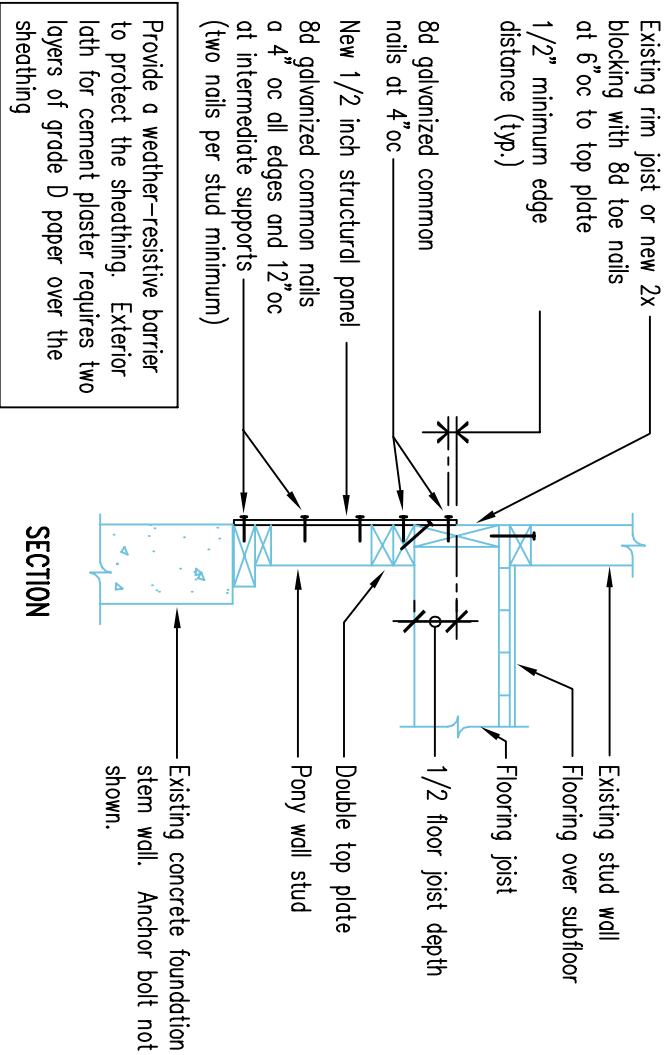 Existing rim joist or new 2x
blocking with 8d toe nails
at 6"oc to top plate
1/2" minimum edge
distance (typ.)
8d galvanized common
nails at 4"oc
New 1/2 inch structural panel
8d galvanized common nails
a 4" oc all edges and 12"oc
at intermediate supports
(two nails per stud minimum)
Provide a weather-resistive barrier
to protect the sheathing. Exterior
lath for cement plaster requires two
layers of grade D paper over the
sheathing
Existing stud wall
Flooring over subfloor
Flooring joist
1/2 floor joist depth
Double top plate
Pony wall stud
Existing concrete foundation
stem wall. Anchor bolt not
shown.
SECTION